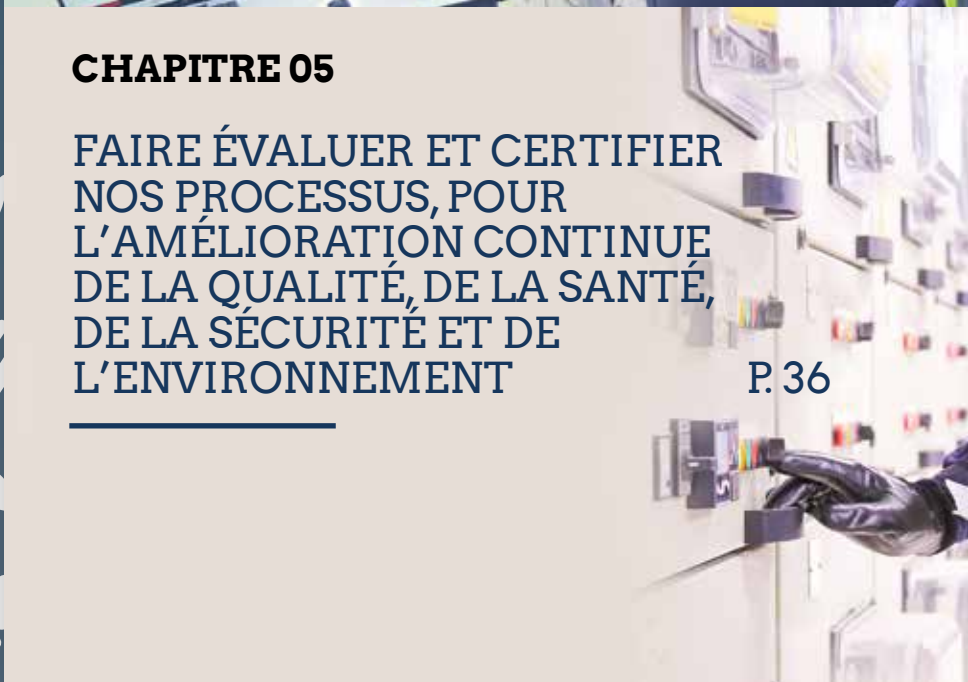 CHAPITRE 05
FAIRE ÉVALUER ET CERTIFIER
NOS PROCESSUS, POUR
L'AMÉLIORATION CONTINUE
DE LA QUALITÉ, DE LA SANTÉ,
DE LA SÉCURITÉ ET DE
L'ENVIRONNEMENT P. 36